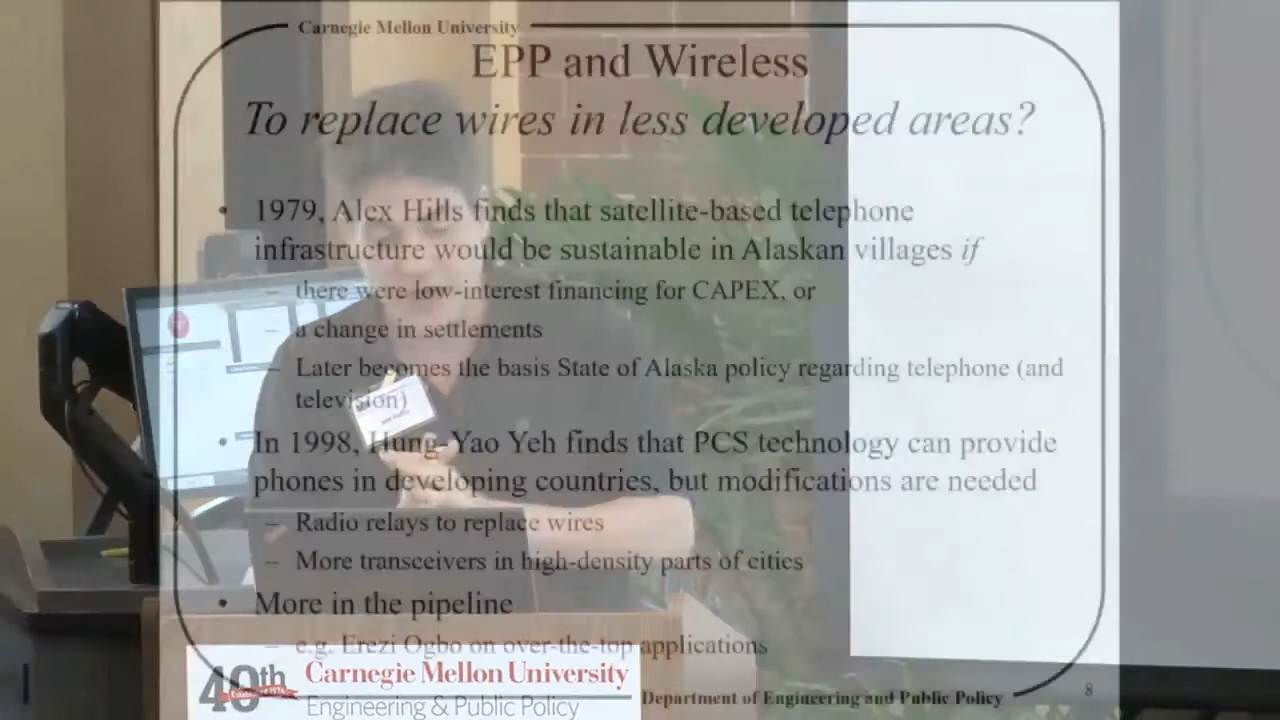 Carnegie Mellon University
EPP and Wireless
To replace wires in less developed areas?
• 1979, Alex Hills finds that satellite-based telephone
infrastructure would be sustainable in Alaskan villages if
– there were low-interest financing for CAPEX, or
– a change in settlements
– Later becomes the basis State of Alaska policy regarding telephone (and
television)
• In 1998, Hung-Yao Yeh finds that PCS technology can provide
phones in developing countries, but modifications are needed
– Radio relays to replace wires
– More transceivers in high-density parts of cities
• More in the pipeline
– e.g. Erezi Ogbo on over-the-top applications
40th
Carnegie Mellon University
Engineering & Public Policy
Department of Engineering and Public Policy
8